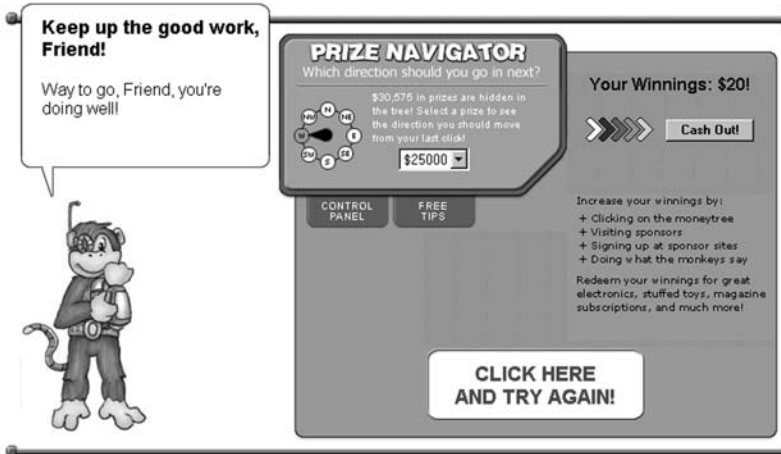 Keep up the good work,
Friend!
Way to go, Friend, you're
doing well!
PRIZE NAVIGATOR
Which direction should you go in next?
$30,575 in prizes are hidden in
the tree! Select a prize to see
the direction you should move
from your last click!
N
NE
E
SE
S
SW
W
NW
$25000
CONTROL
PANEL
FREE
TIPS
Your Winnings: $20!
Cash Out!
Increase your winnings by:
+ Clicking on the moneytree
+ Visiting sponsors
+ Signing up at sponsor sites
+ Doing what the monkeys say
Redeem your winnings for great
electronics, stuffed toys, magazine
subscriptions, and much more!
CLICK HERE
AND TRY AGAIN!